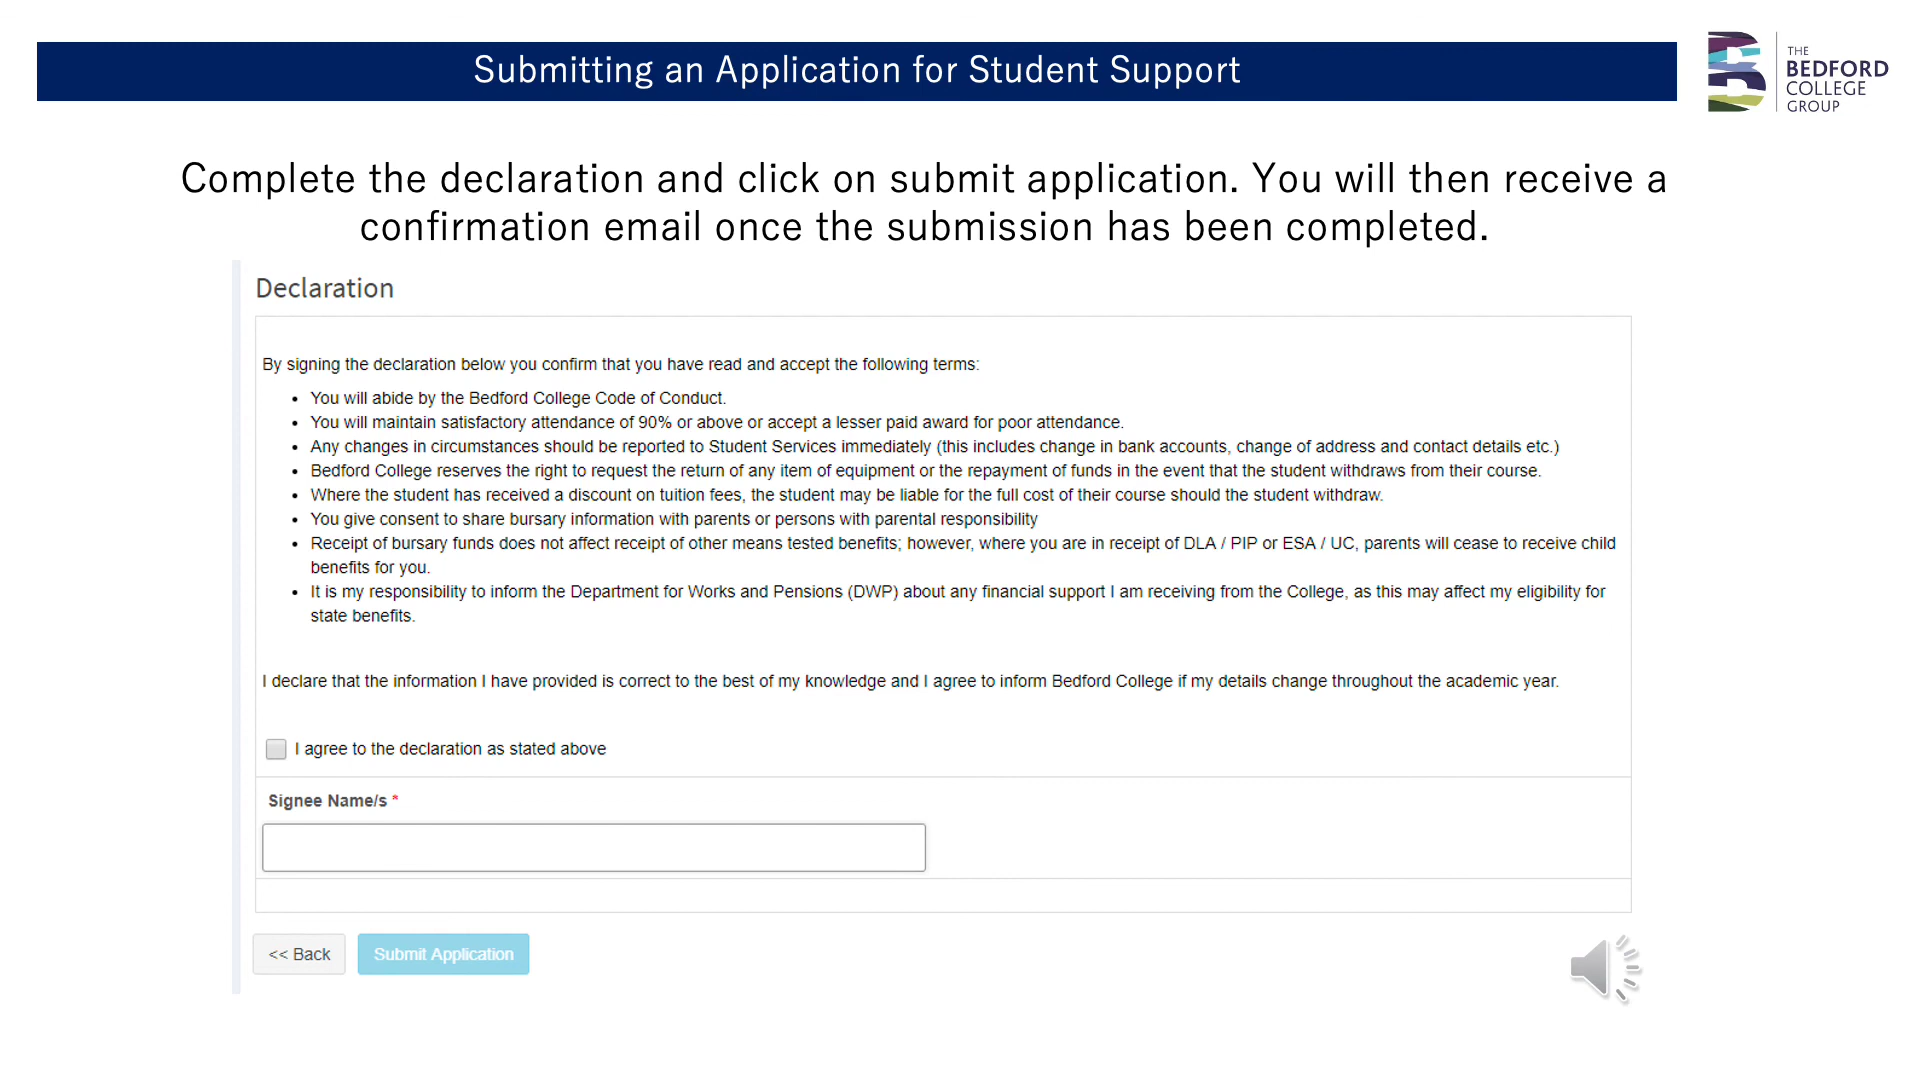 Submitting an Application for Student Support
THE
BEDFORD
COLLEGE
GROUP
Complete the declaration and click on submit application. You will then receive a
confirmation email once the submission has been completed.
Declaration
By signing the declaration below you confirm that you have read and accept the following terms:
• You will abide by the Bedford College Code of Conduct.
• You will maintain satisfactory attendance of 90% or above or accept a lesser paid award for poor attendance.
• Any changes in circumstances should be reported to Student Services immediately (this includes change in bank accounts, change of address and contact details etc.)
• Bedford College reserves the right to request the return of any item of equipment or the repayment of funds in the event that the student withdraws from their course.
• Where the student has received a discount on tuition fees, the student may be liable for the full cost of their course should the student withdraw.
• You give consent to share bursary information with parents or persons with parental responsibility
• Receipt of bursary funds does not affect receipt of other means tested benefits; however, where you are in receipt of DLA / PIP or ESA / UC, parents will cease to receive child
benefits for you.
• It is my responsibility to inform the Department for Works and Pensions (DWP) about any financial support I am receiving from the College, as this may affect my eligibility for
state benefits.
I declare that the information I have provided is correct to the best of my knowledge and I agree to inform Bedford College if my details change throughout the academic year.
I agree to the declaration as stated above
Signee Name/s *
<< Back
Submit Application